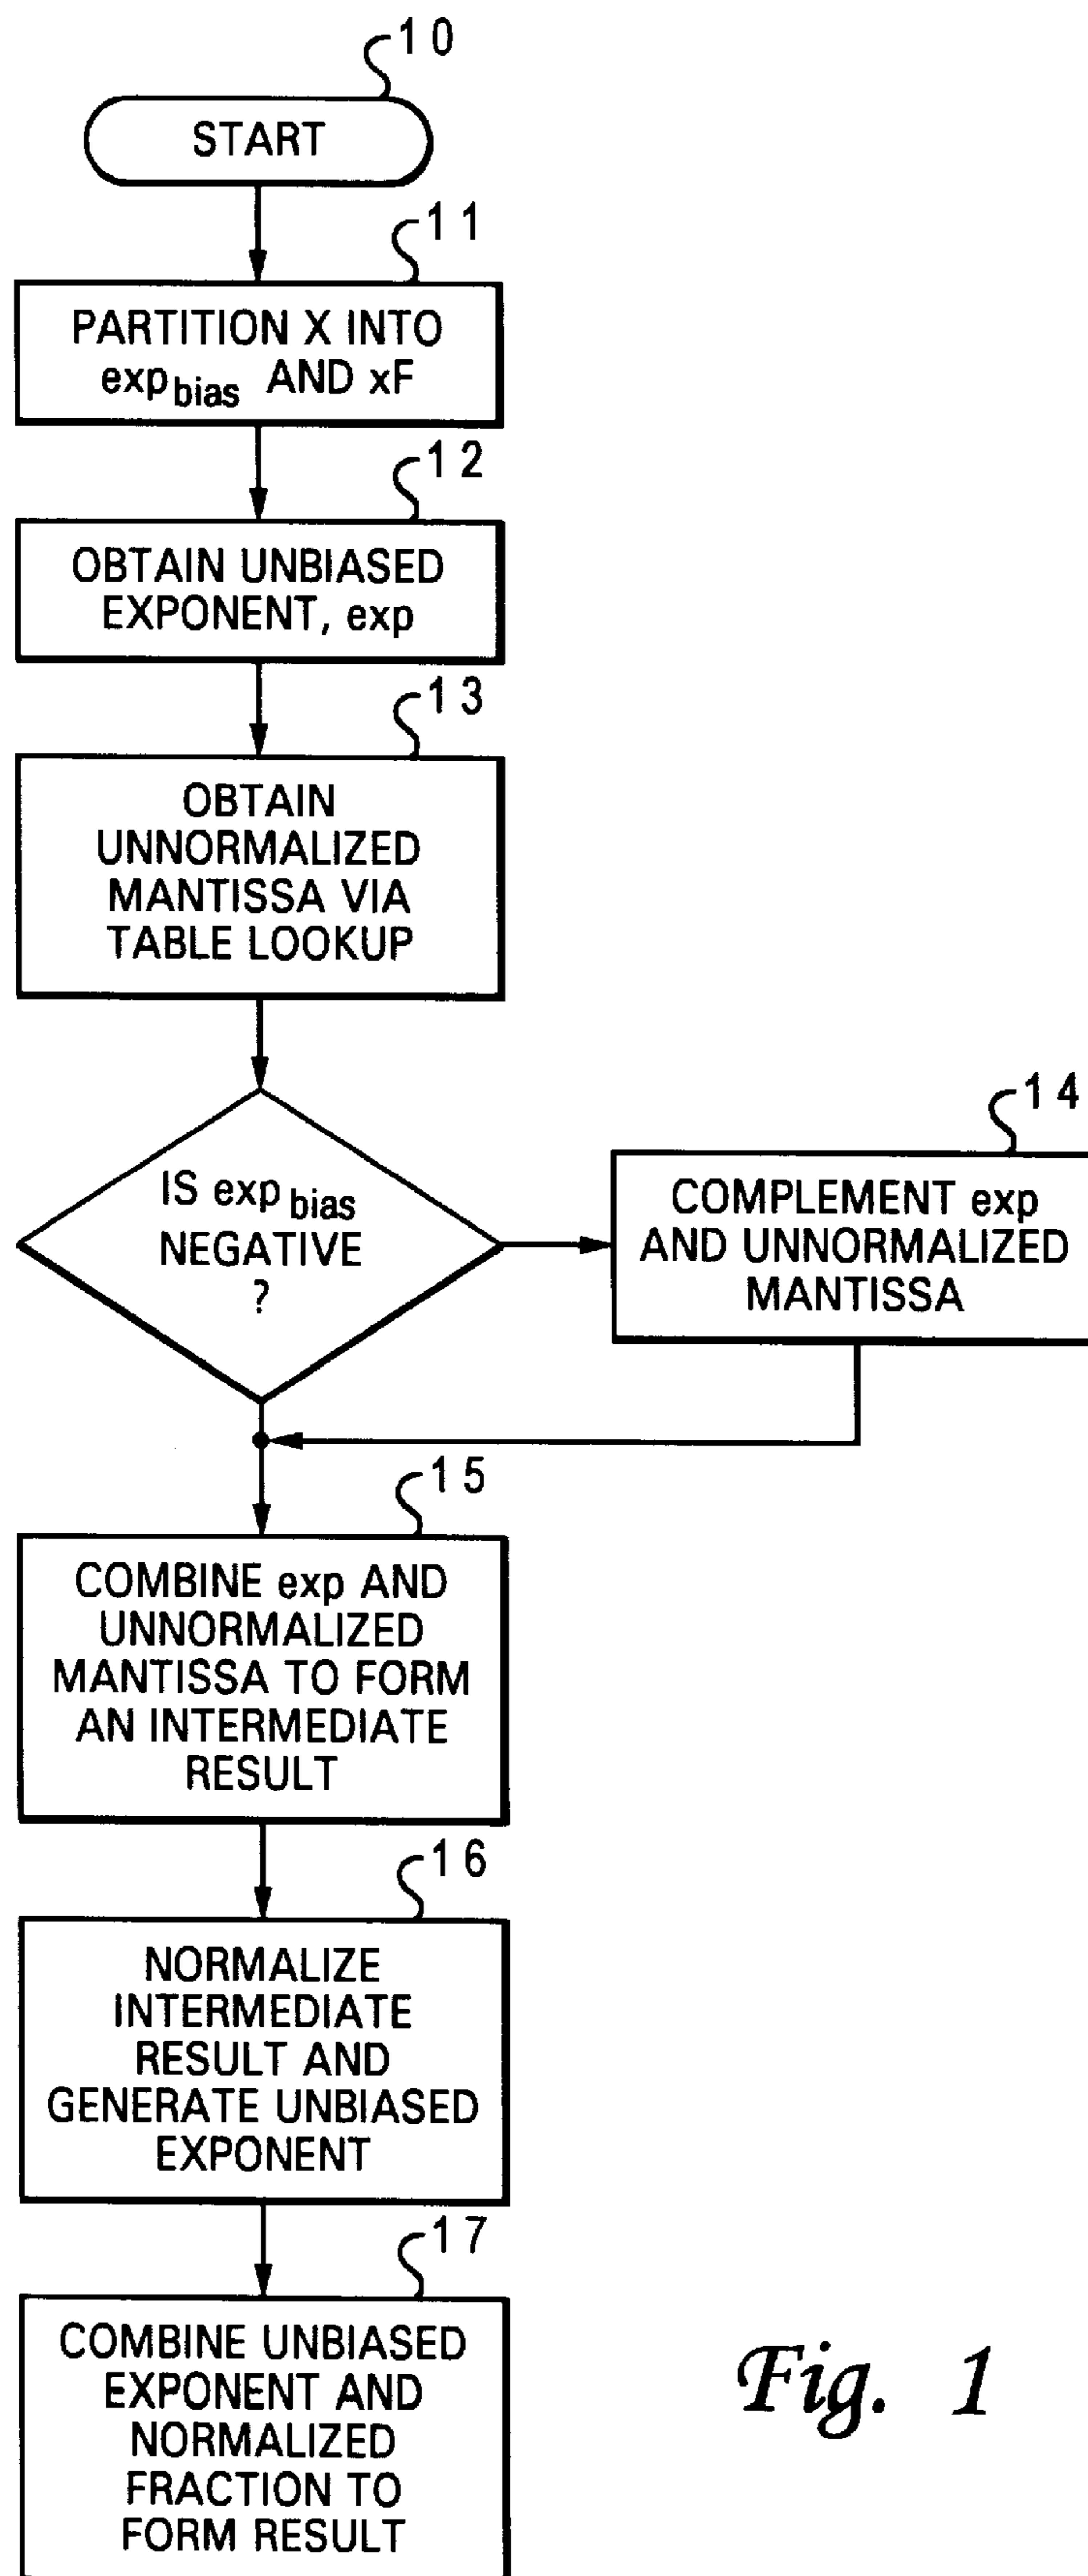 10
START
11
PARTITION X INTO
expbias AND xF
12
OBTAIN UNBIASED
EXPONENT, exp
13
OBTAIN
UNNORMALIZED
MANTISSA VIA
TABLE LOOKUP
IS expbias
NEGATIVE
?
14
COMPLEMENT exp
AND UNNORMALIZED
MANTISSA
15
COMBINE exp AND
UNNORMALIZED
MANTISSA TO FORM
AN INTERMEDIATE
RESULT
16
NORMALIZE
INTERMEDIATE
RESULT AND
GENERATE UNBIASED
EXPONENT
17
COMBINE UNBIASED
EXPONENT AND
NORMALIZED
FRACTION TO
FORM RESULT
Fig. 1